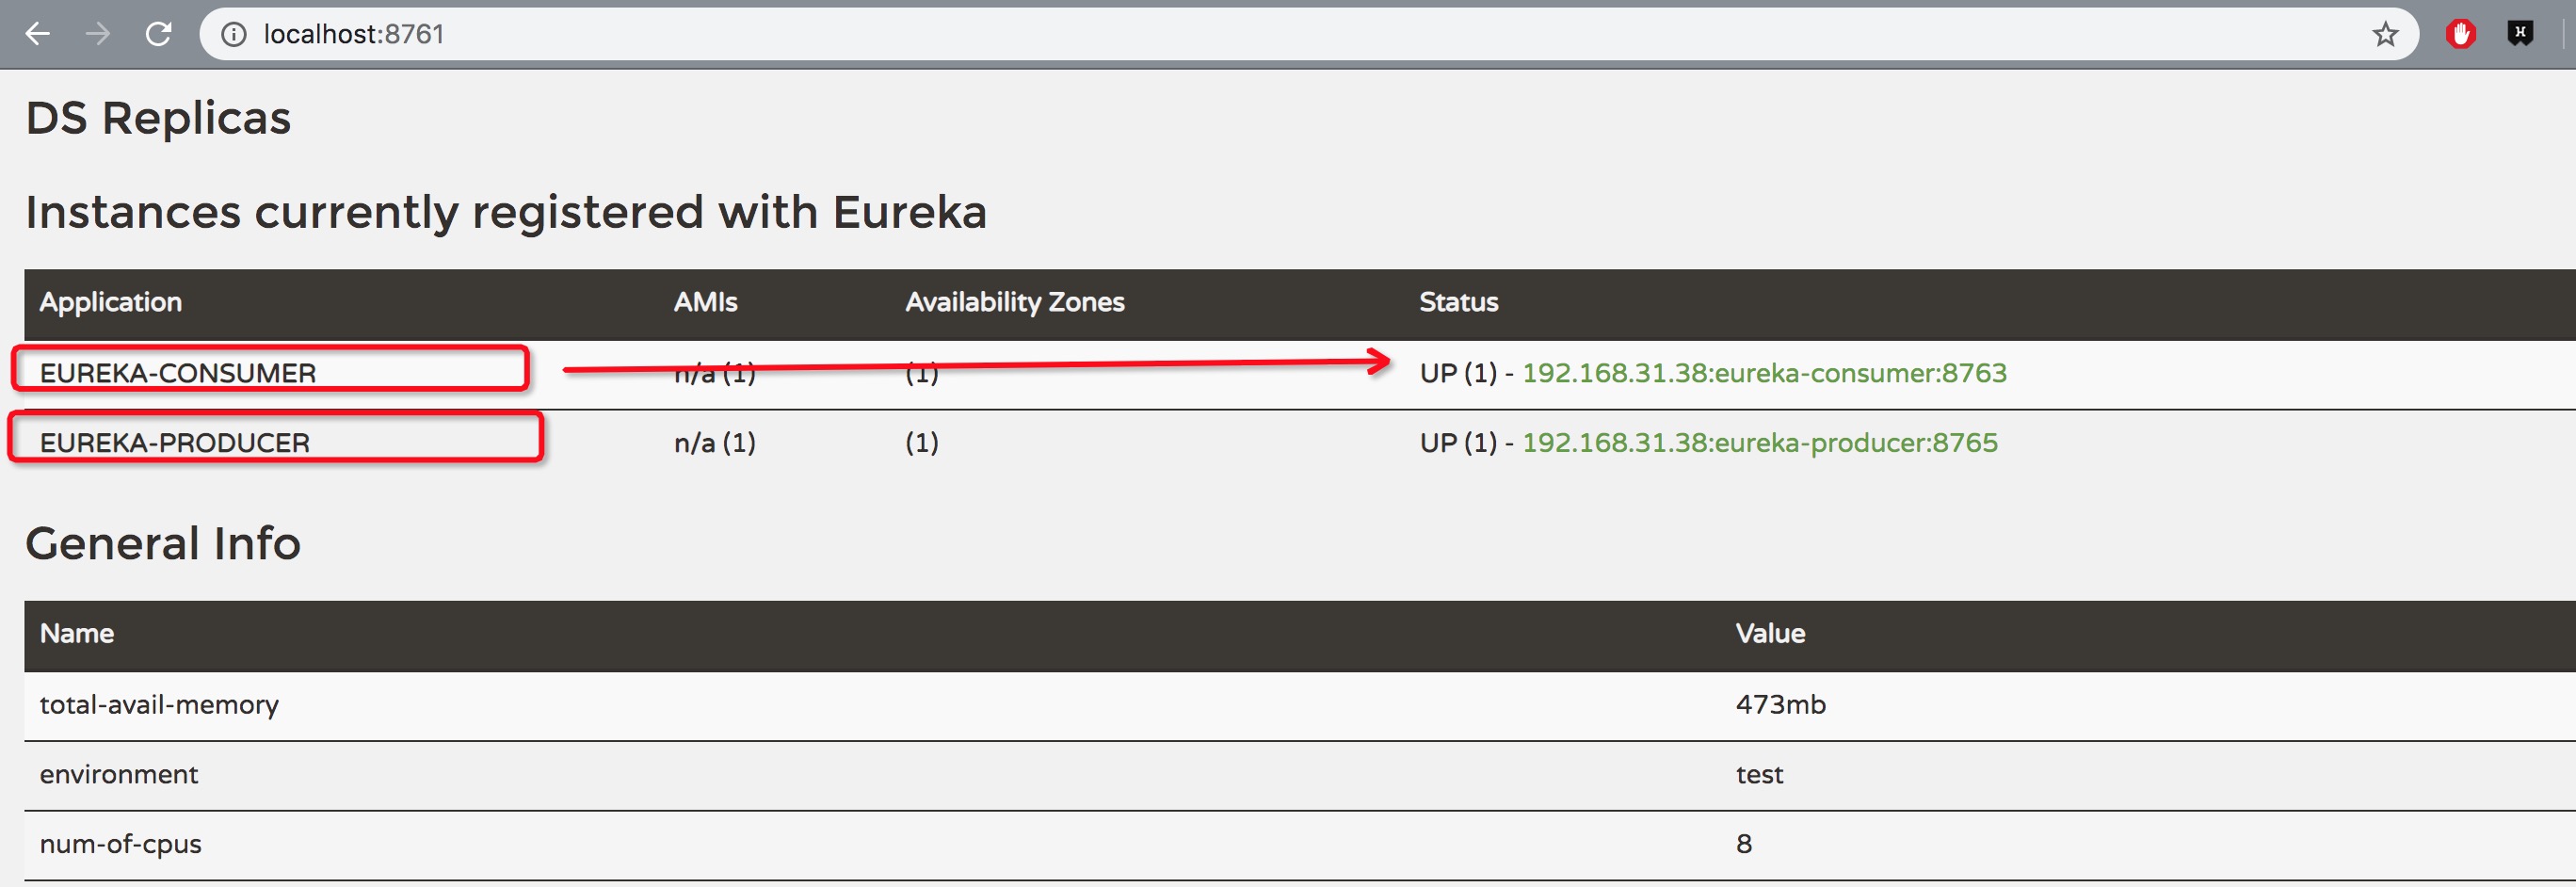 localhost:8761
DS Replicas
Instances currently registered with Eureka
Application AMIs Availability Zones Status
EUREKA-CONSUMER n/a (1) (1) UP (1) - 192.168.31.38:eureka-consumer:8763
EUREKA-PRODUCER n/a (1) (1) UP (1) - 192.168.31.38:eureka-producer:8765
General Info
Name Value
total-avail-memory 473mb
environment test
num-of-cpus 8